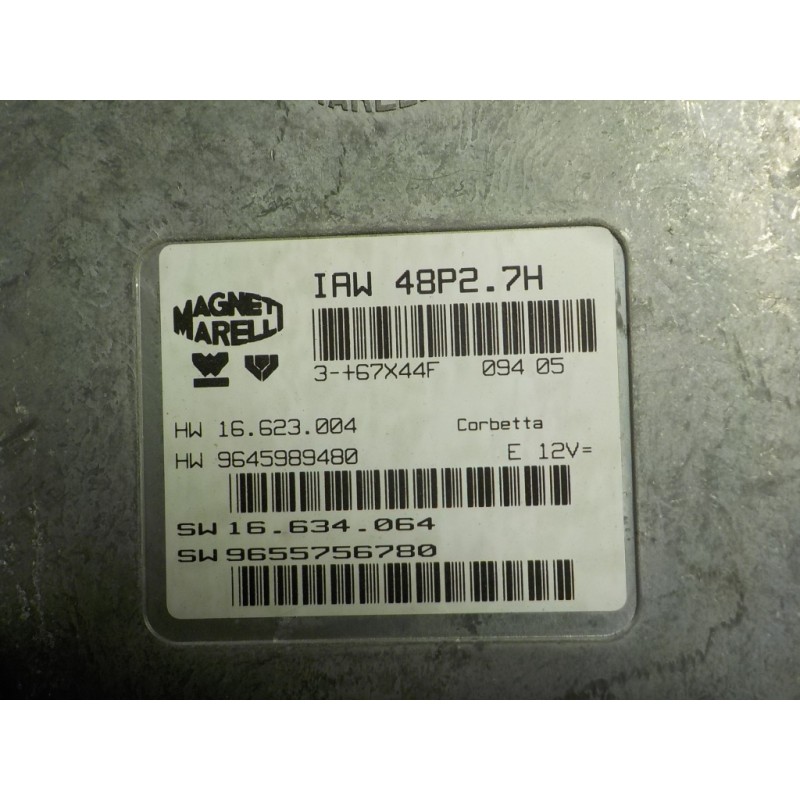 IAW 48P2.7H
MAGNETI
MARELLI
3-+67X44F 094 05
HW 16.623.004 Corbetta
HW 9645989480 E 12V=
SW 16.634.064
SW 9655756780